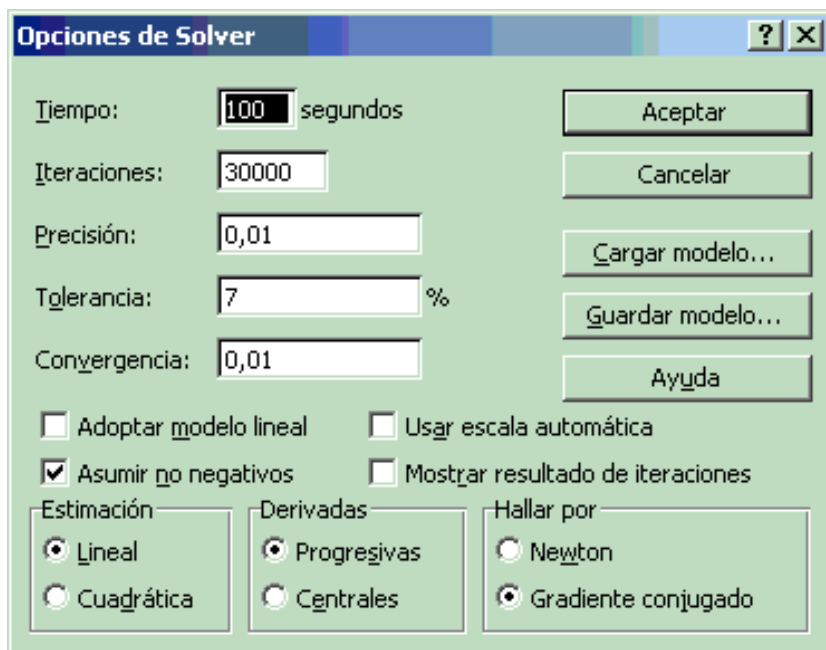 Opciones de Solver
Tiempo: 100 segundos Aceptar
Iteraciones: 30000 Cancelar
Precisión: 0,01 Cargar modelo...
Tolerancia: 7 % Guardar modelo...
Convergencia: 0,01 Ayuda
Adoptar modelo lineal Usar escala automática
Asumir no negativos Mostrar resultado de iteraciones
Estimación Derivadas Hallar por
Lineal Progresivas Newton
Cuadrática Centrales Gradiente conjugado